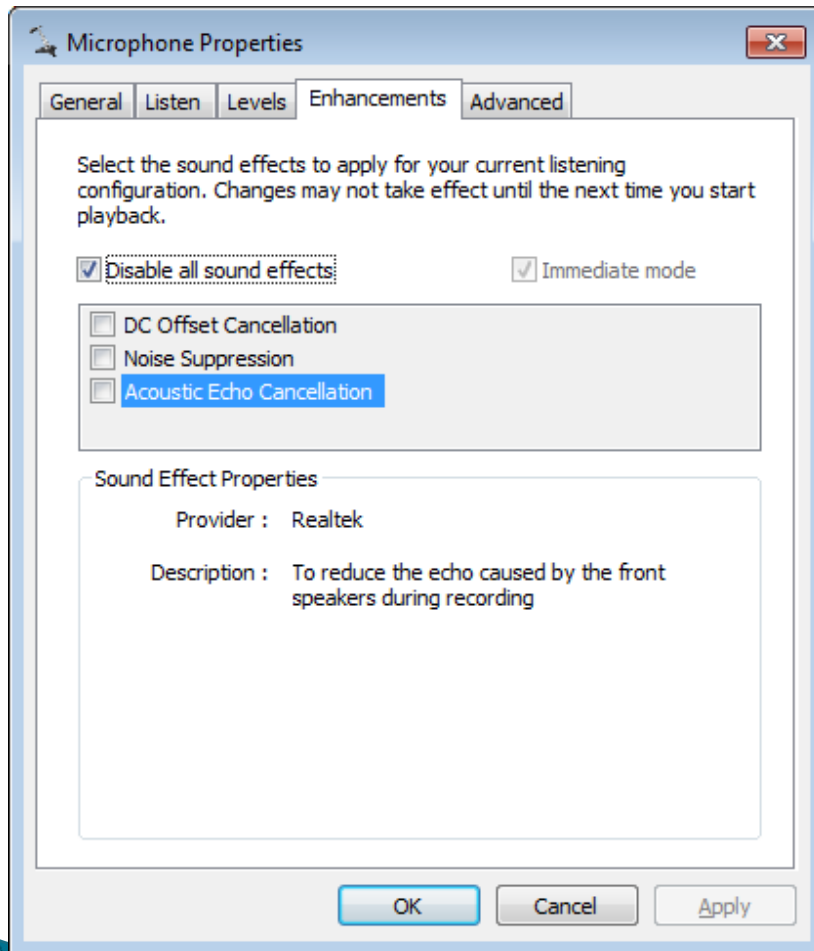 Microphone Properties
General Listen Levels Enhancements Advanced
Select the sound effects to apply for your current listening
configuration. Changes may not take effect until the next time you start
playback.
Disable all sound effects Immediate mode
DC Offset Cancellation
Noise Suppression
Acoustic Echo Cancellation
Sound Effect Properties
Provider : Realtek
Description : To reduce the echo caused by the front
speakers during recording
OK Cancel Apply